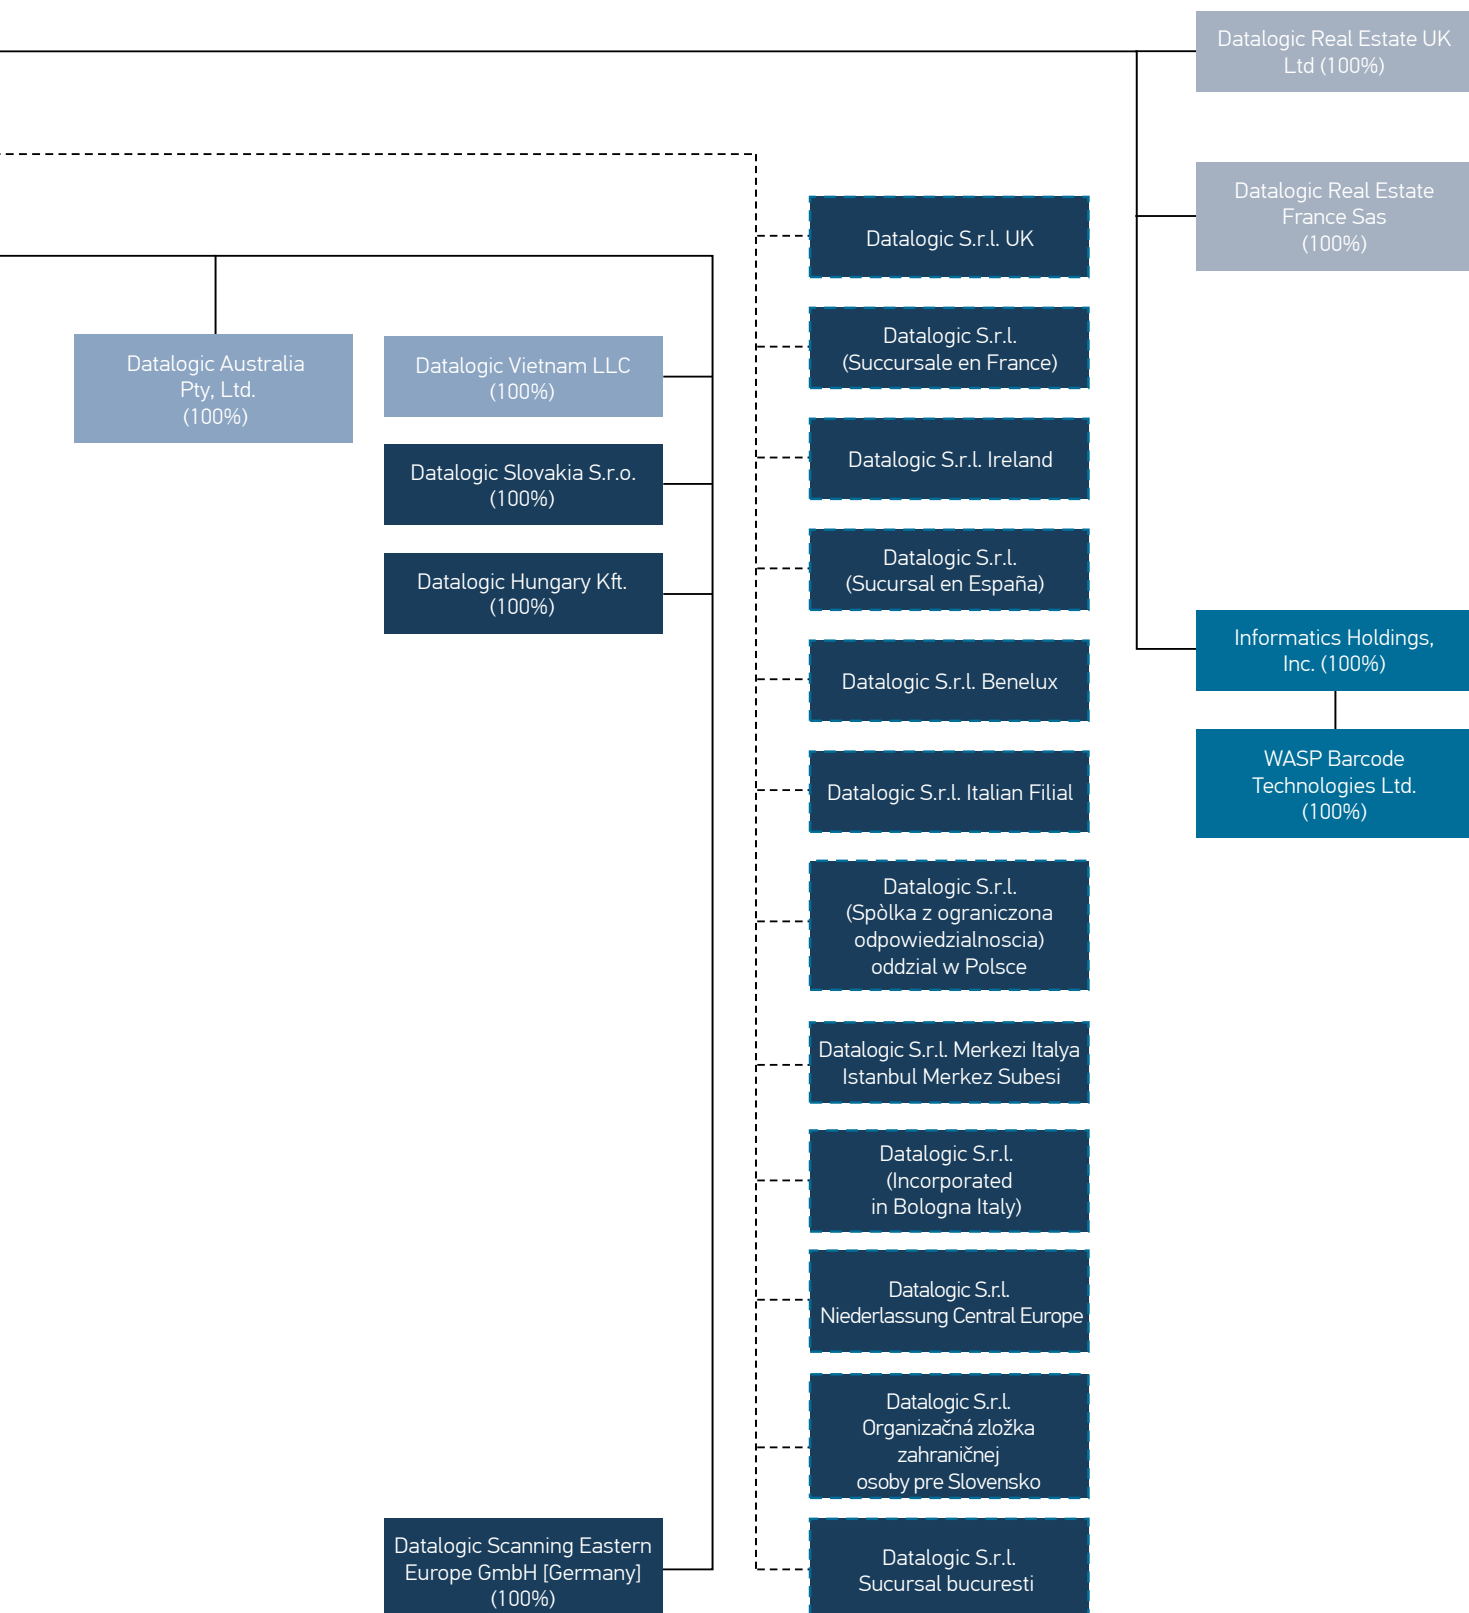 Datalogic Real Estate UK
Ltd (100%)
Datalogic Real Estate
France Sas
(100%)
Datalogic Australia
Pty, Ltd.
(100%)
Datalogic Vietnam LLC
(100%)
Datalogic Slovakia S.r.o.
(100%)
Datalogic Hungary Kft.
(100%)
Datalogic Scanning Eastern
Europe GmbH [Germany]
(100%)
Datalogic S.r.l. UK
Datalogic S.r.l.
(Succursale en France)
Datalogic S.r.l. Ireland
Datalogic S.r.l.
(Sucursal en España)
Datalogic S.r.l. Benelux
Datalogic S.r.l. Italian Filial
Datalogic S.r.l.
(Spòlka z ograniczona
odpowiedzialnoscia)
oddzial w Polsce
Datalogic S.r.l. Merkezi Italya
Istanbul Merkez Subesi
Datalogic S.r.l.
(Incorporated
in Bologna Italy)
Datalogic S.r.l.
Niederlassung Central Europe
Datalogic S.r.l.
Organizačná zložka
zahraničnej
osoby pre Slovensko
Datalogic S.r.l.
Sucursal bucuresti
Informatics Holdings,
Inc. (100%)
WASP Barcode
Technologies Ltd.
(100%)